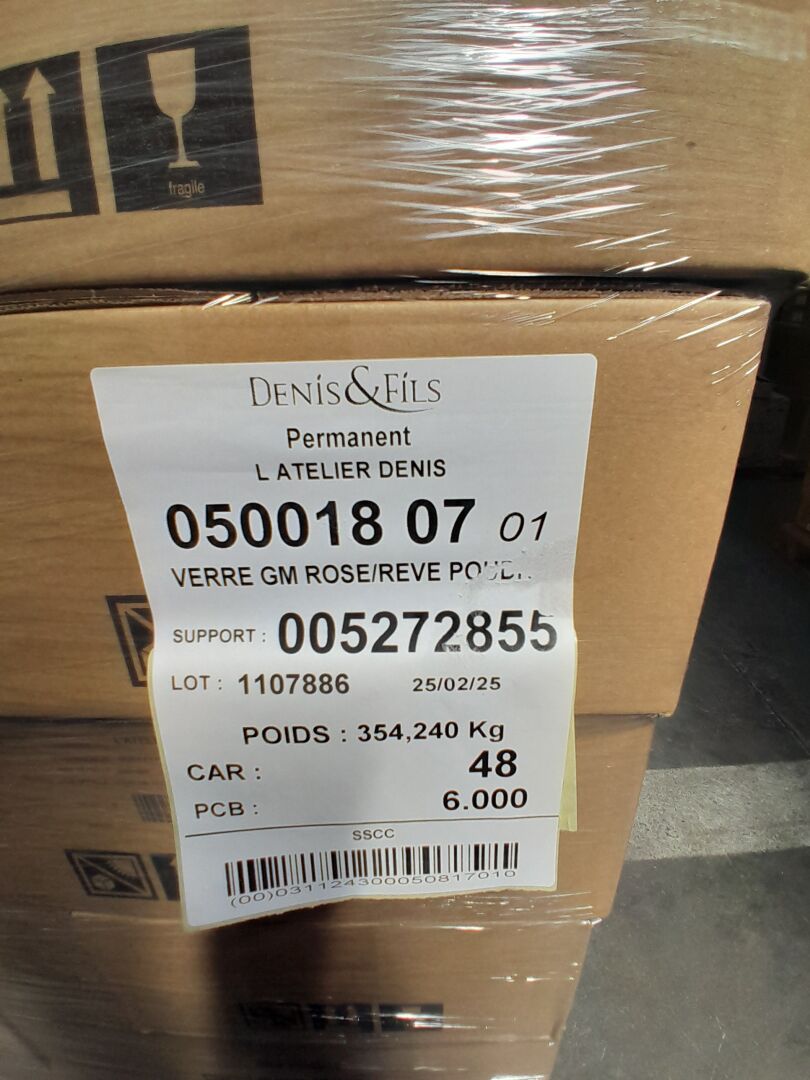 fragile
DENIS&FILS
Permanent
L ATELIER DENIS
050018 07 01
VERRE GM ROSE/REVE
SUPPORT : 005272855
LOT : 1107886 25/02/25
POIDS : 354,240 Kg
CAR : 48
PCB : 6.000
SSCC
(00)031124300050817010